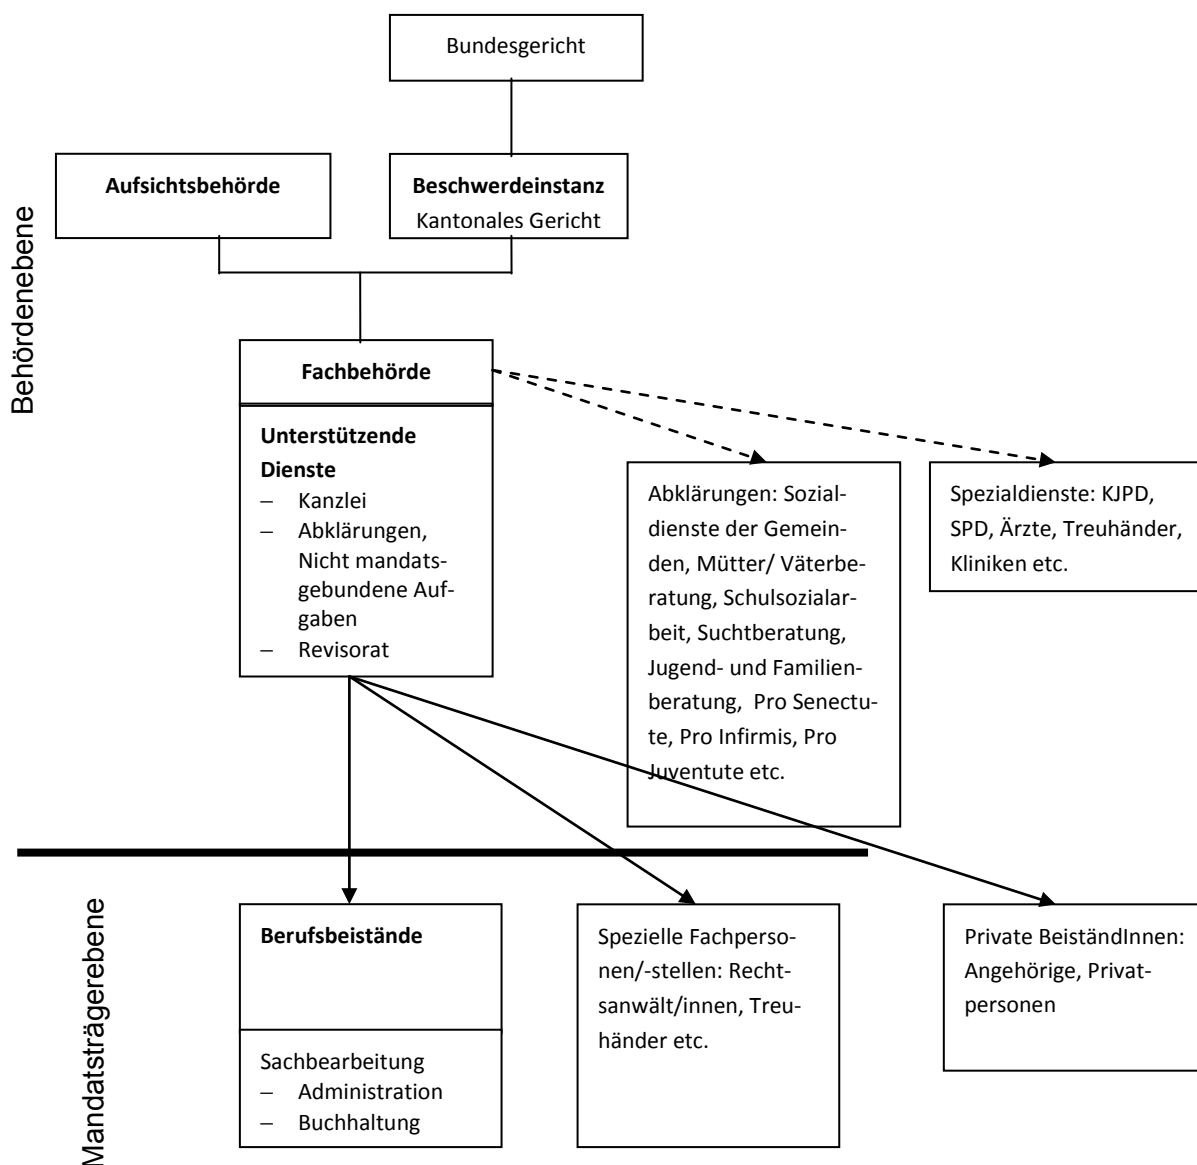 Bundesgericht
Aufsichtsbehörde
Beschwerdeinstanz
Kantonales Gericht
Behördenebene
Fachbehörde
Unterstützende
Dienste
– Kanzlei
– Abklärungen,
Nicht mandats-
gebundene Auf-
gaben
– Revisorat
Abklärungen: Sozial-
dienste der Gemein-
den, Mütter/ Väterbe-
ratung, Schulsozialar-
beit, Suchtberatung,
Jugend- und Familien-
beratung, Pro Senectu-
te, Pro Infirmis, Pro
Juventute etc.
Spezialdienste: KJPD,
SPD, Ärzte, Treuhänder,
Kliniken etc.
Mandatsträgerebene
Berufsbeistände
Sachbearbeitung
– Administration
– Buchhaltung
Spezielle Fachperso-
nen/-stellen: Recht-
sanwält/innen, Treu-
händer etc.
Private BeiständInnen:
Angehörige, Privat-
personen